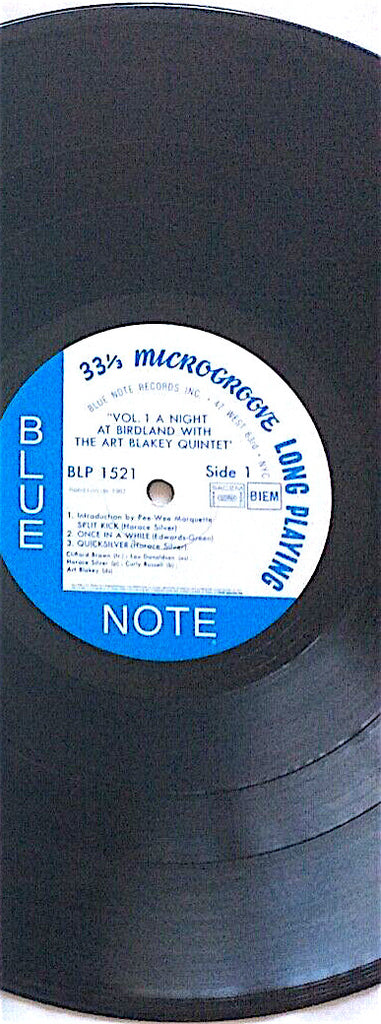 33⅓ MICROGROOVE LONG PLAYING
BLUE NOTE RECORDS INC. • 47 WEST 63rd • NYC
"VOL. 1 A NIGHT
AT BIRDLAND WITH
THE ART BLAKEY QUINTET"
BLP 1521 Side 1
BIEM
1. Introduction by Pee Wee Marquette
SPLIT KICK (Horace Silver)
2. ONCE IN A WHILE (Edwards-Green)
3. QUICKSILVER (Horace Silver)
Clifford Brown (tr) - Lou Donaldson (as)
Horace Silver (p) - Curly Russell (b)
Art Blakey (ds)
BLUE
NOTE